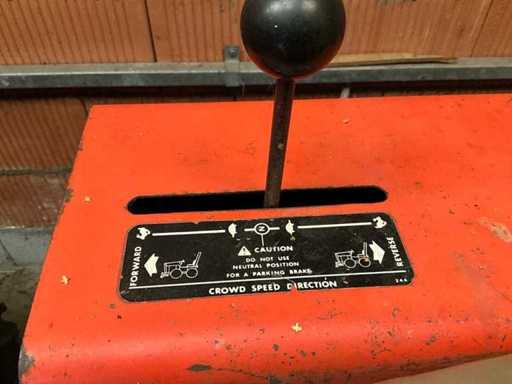 N
CAUTION
DO NOT USE
NEUTRAL POSITION
FOR A PARKING BRAKE
FORWARD
REVERSE
CROWD SPEED DIRECTION